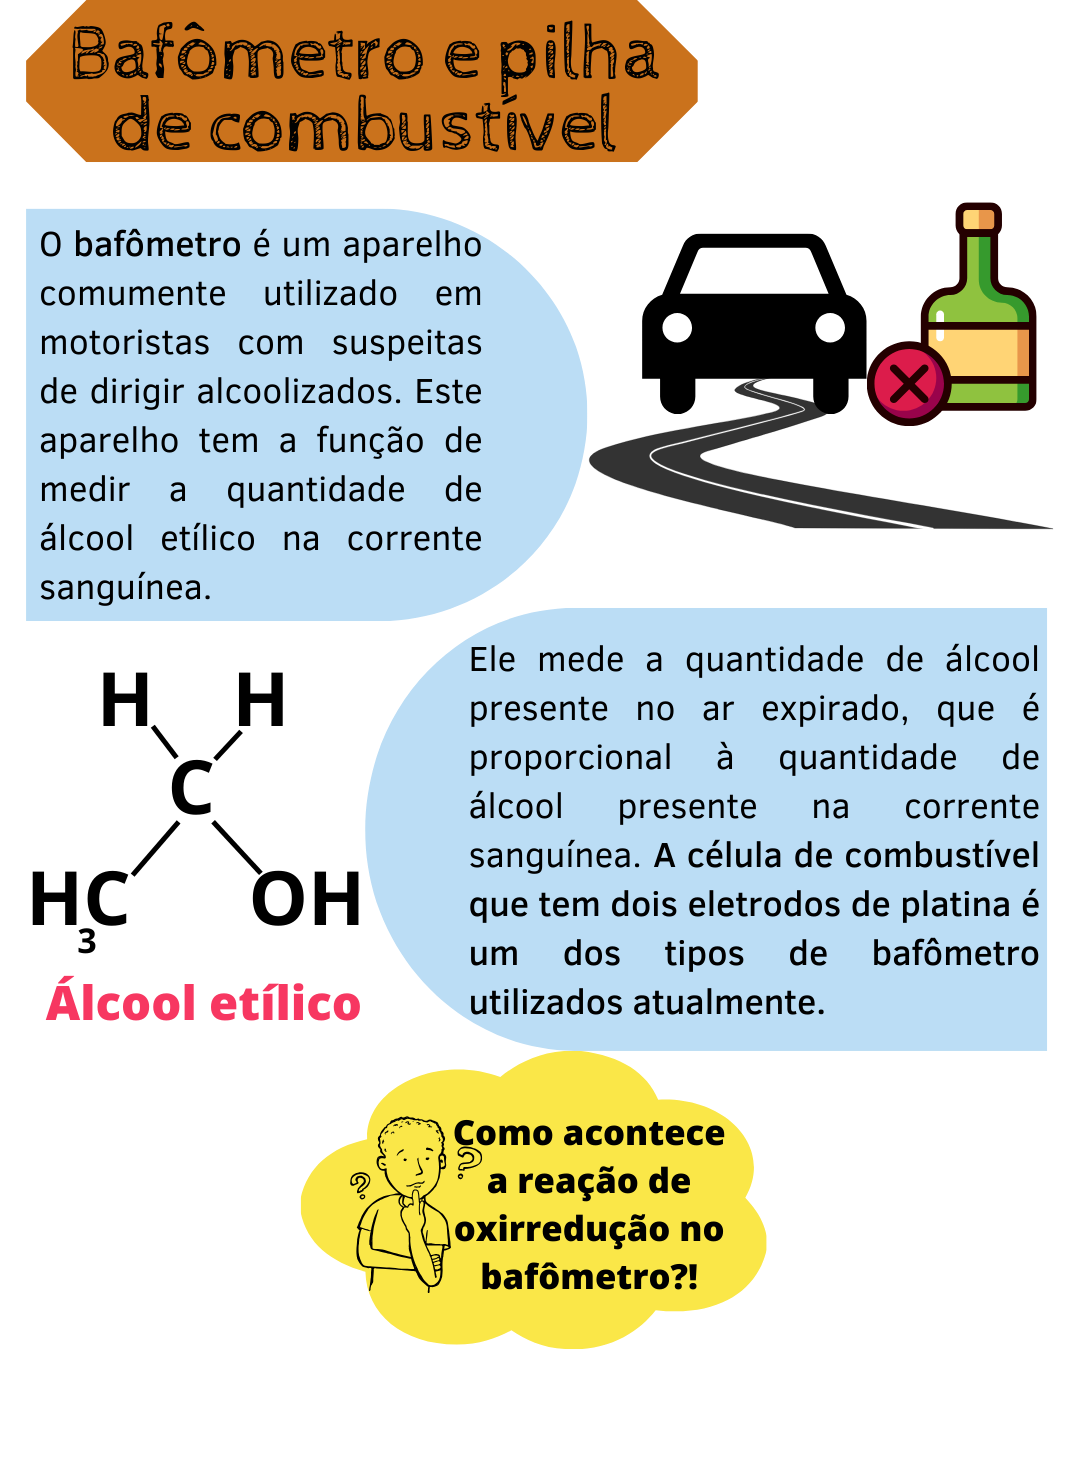 Bafômetro e pilha
de combustível
O bafômetro é um aparelho
comumente utilizado em
motoristas com suspeitas
de dirigir alcoolizados. Este
aparelho tem a função de
medir a quantidade de
álcool etílico na corrente
sanguínea.
Ele mede a quantidade de álcool
presente no ar expirado, que é
proporcional à quantidade de
álcool presente na corrente
sanguínea. A célula de combustível
que tem dois eletrodos de platina é
um dos tipos de bafômetro
utilizados atualmente.
H H
C
H3C OH
Álcool etílico
Como acontece
a reação de
oxirredução no
bafômetro?!
? ?